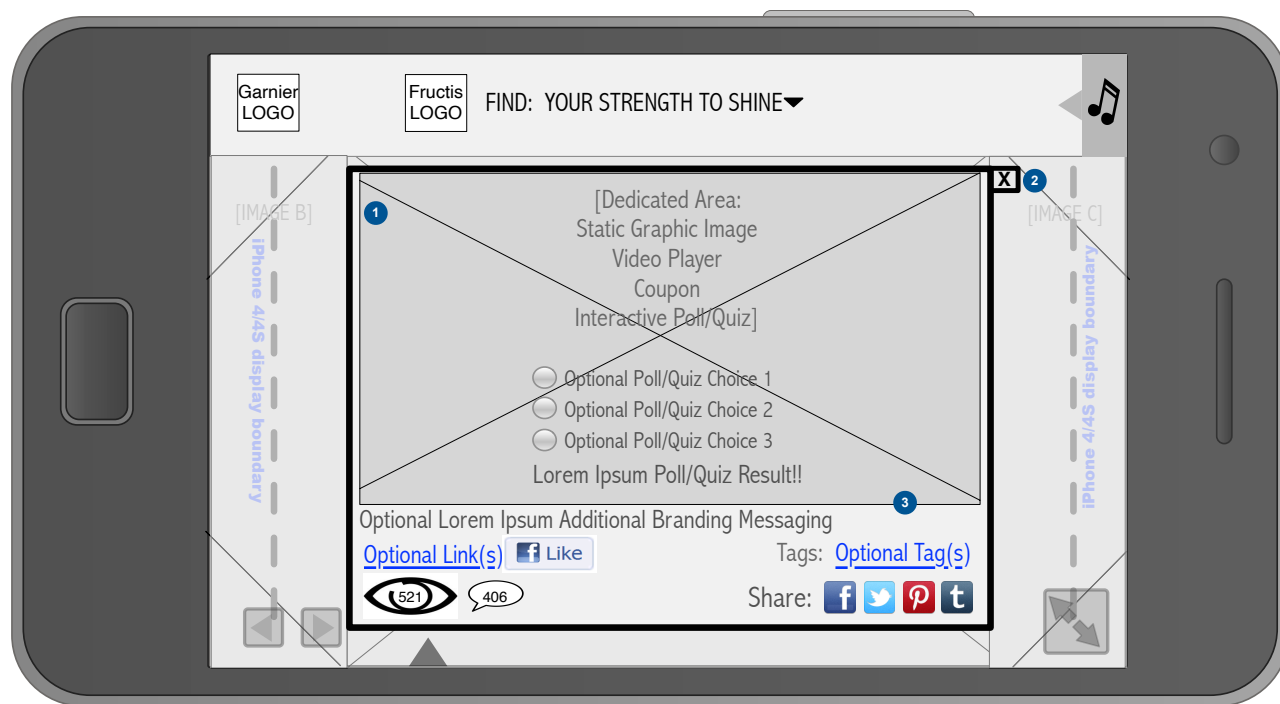 Garnier
LOGO
Fructis
LOGO
FIND: YOUR STRENGTH TO SHINE
[IMAGE B]
iPhone 4/4S display boundary
1
[Dedicated Area:
Static Graphic Image
Video Player
Coupon
Interactive Poll/Quiz]
Optional Poll/Quiz Choice 1
Optional Poll/Quiz Choice 2
Optional Poll/Quiz Choice 3
Lorem Ipsum Poll/Quiz Result!!
X
2
[IMAGE C]
iPhone 4/4S display boundary
3
Optional Lorem Ipsum Additional Branding Messaging
Optional Link(s) f Like Tags: Optional Tag(s)
521 406 Share: f p t